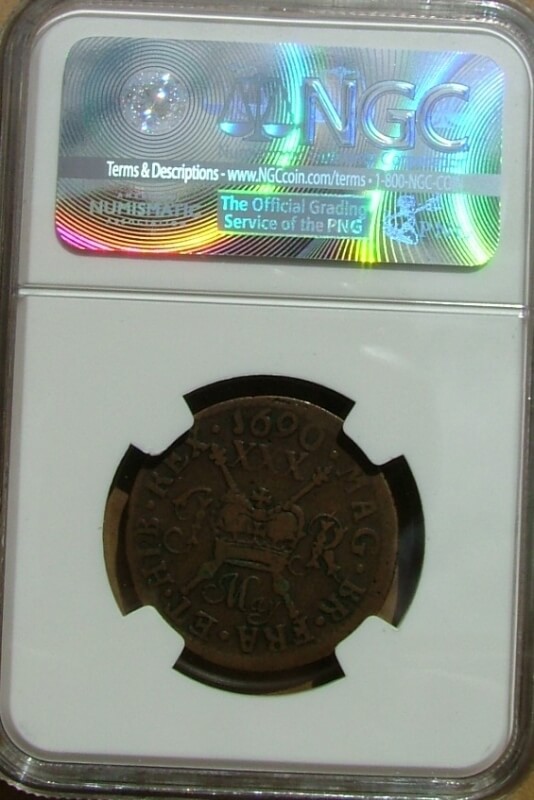 NGC
Terms & Descriptions - www.NGCcoin.com/terms • 1-800-NGC-CO
NUMISMATIC
The Official Grading
Service of the PNG
1690 · MAG · BR · FRA · ET · HIB · REX ·
XXX
R